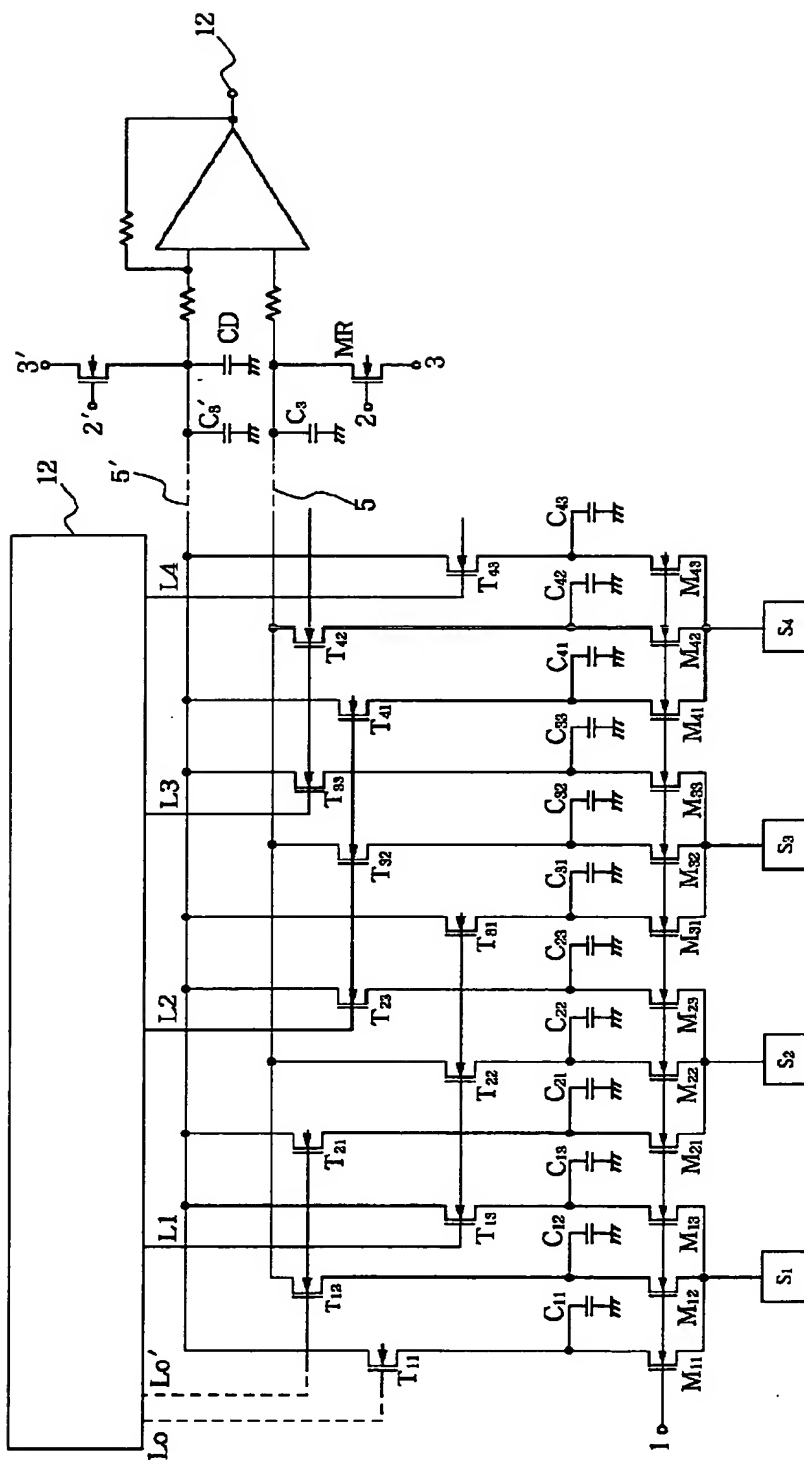 12
3'
2'
C₈'
CD
C₃
MR
2
3
12
5'
5
Lo
Lo'
L1
L2
L3
L4
T₁₁
T₁₂
T₁₃
T₂₁
T₂₂
T₂₃
T₃₁
T₃₂
T₃₃
T₄₁
T₄₂
T₄₃
C₁₁
C₁₂
C₁₃
C₂₁
C₂₂
C₂₃
C₃₁
C₃₂
C₃₃
C₄₁
C₄₂
C₄₃
1
M₁₁
M₁₂
M₁₃
M₂₁
M₂₂
M₂₃
M₃₁
M₃₂
M₃₃
M₄₁
M₄₂
M₄₃
S₁
S₂
S₃
S₄